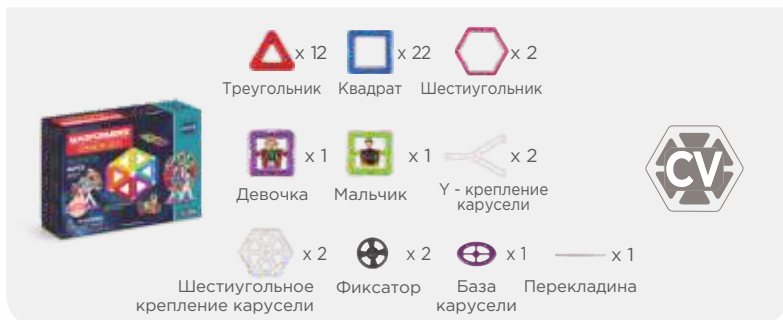 x 12
x 22
x 2
Треугольник
Квадрат
Шестиугольник
x 1
x 1
x 2
Девочка
Мальчик
Y - крепление
карусели
CV
x 2
x 2
x 1
x 1
Шестиугольное
крепление карусели
Фиксатор
База
карусели
Перекладина